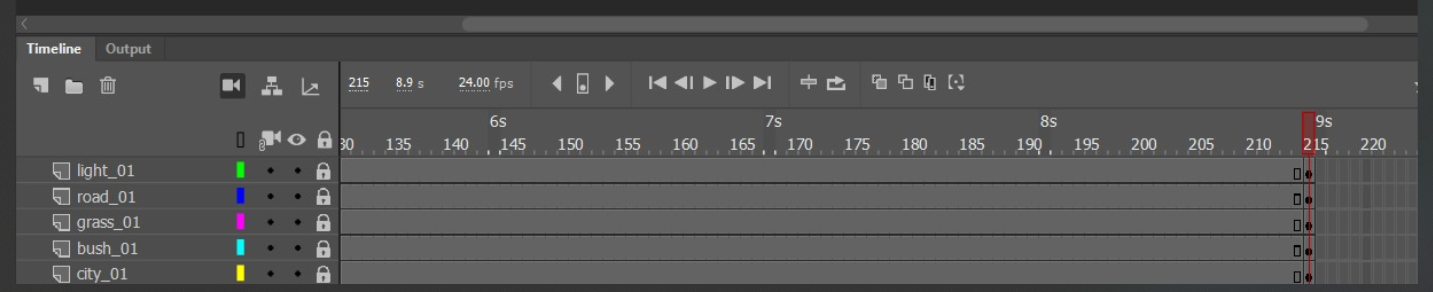 Timeline Output
215 8.9 s 24.00 fps
6s 7s 8s 9s
30 135 140 145 150 155 160 165 170 175 180 185 190 195 200 205 210 215 220
light_01
road_01
grass_01
bush_01
city_01